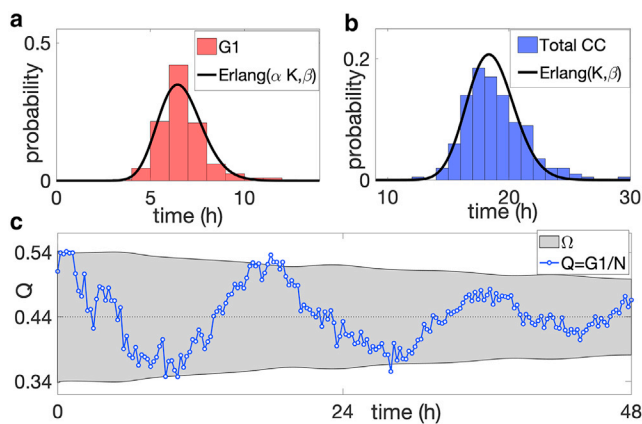 a
0.5
G1
Erlang(α K,β)
probability
0
0
5
10
time (h)
b
0.2
Total CC
Erlang(K,β)
probability
0
10
20
30
time (h)
c
0.54
Ω
Q=G1/N
Q
0.44
0.34
0
24
time (h)
48